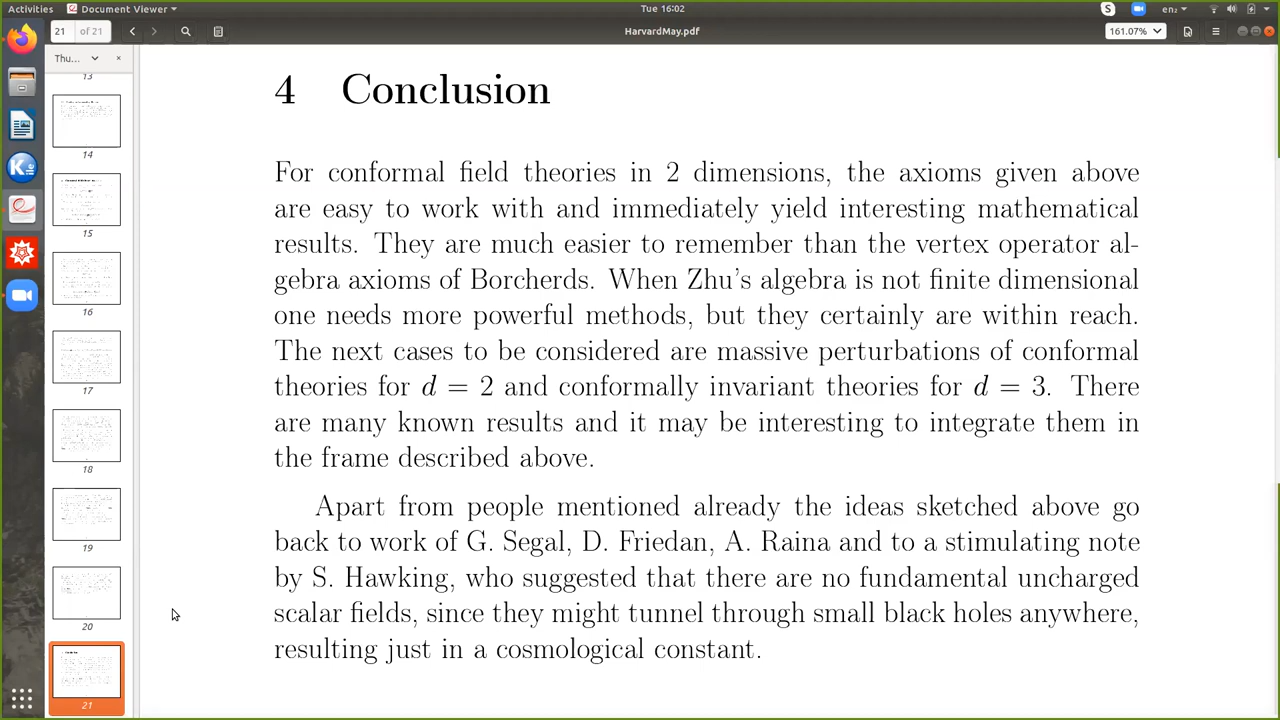 Activities Document Viewer Tue 16:02 en₂
21 of 21 HarvardMay.pdf 161.07%
Thu...
13
14
15
16
17
18
19
20
21
4 Conclusion
For conformal field theories in 2 dimensions, the axioms given above
are easy to work with and immediately yield interesting mathematical
results. They are much easier to remember than the vertex operator al-
gebra axioms of Borcherds. When Zhu's algebra is not finite dimensional
one needs more powerful methods, but they certainly are within reach.
The next cases to be considered are massive perturbations of conformal
theories for d = 2 and conformally invariant theories for d = 3. There
are many known results and it may be interesting to integrate them in
the frame described above.
Apart from people mentioned already the ideas sketched above go
back to work of G. Segal, D. Friedan, A. Raina and to a stimulating note
by S. Hawking, who suggested that there are no fundamental uncharged
scalar fields, since they might tunnel through small black holes anywhere,
resulting just in a cosmological constant.